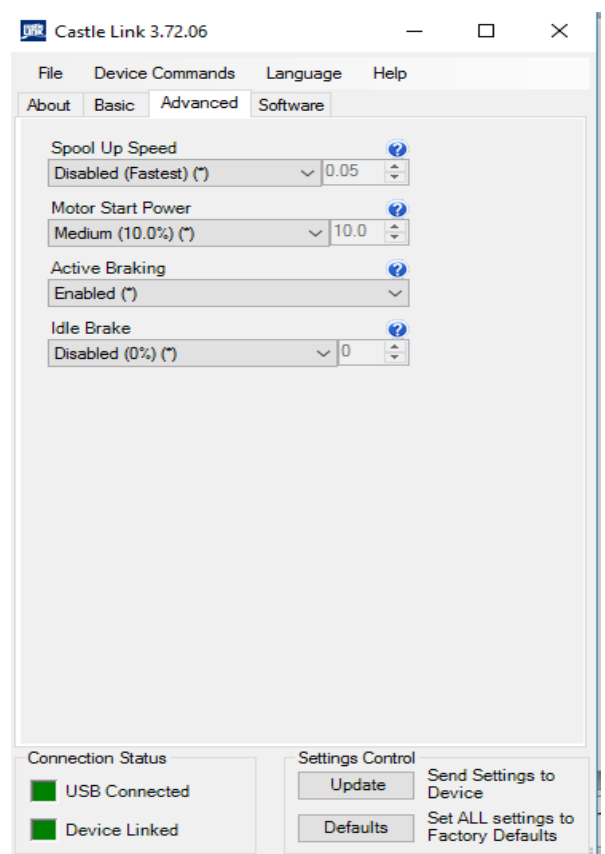 Castle Link 3.72.06
File Device Commands Language Help
About Basic Advanced Software
Spool Up Speed
Disabled (Fastest) (*) 0.05
Motor Start Power
Medium (10.0%) (*) 10.0
Active Braking
Enabled (*)
Idle Brake
Disabled (0%) (*) 0
Connection Status
USB Connected
Device Linked
Settings Control
Update Send Settings to
Device
Defaults Set ALL settings to
Factory Defaults